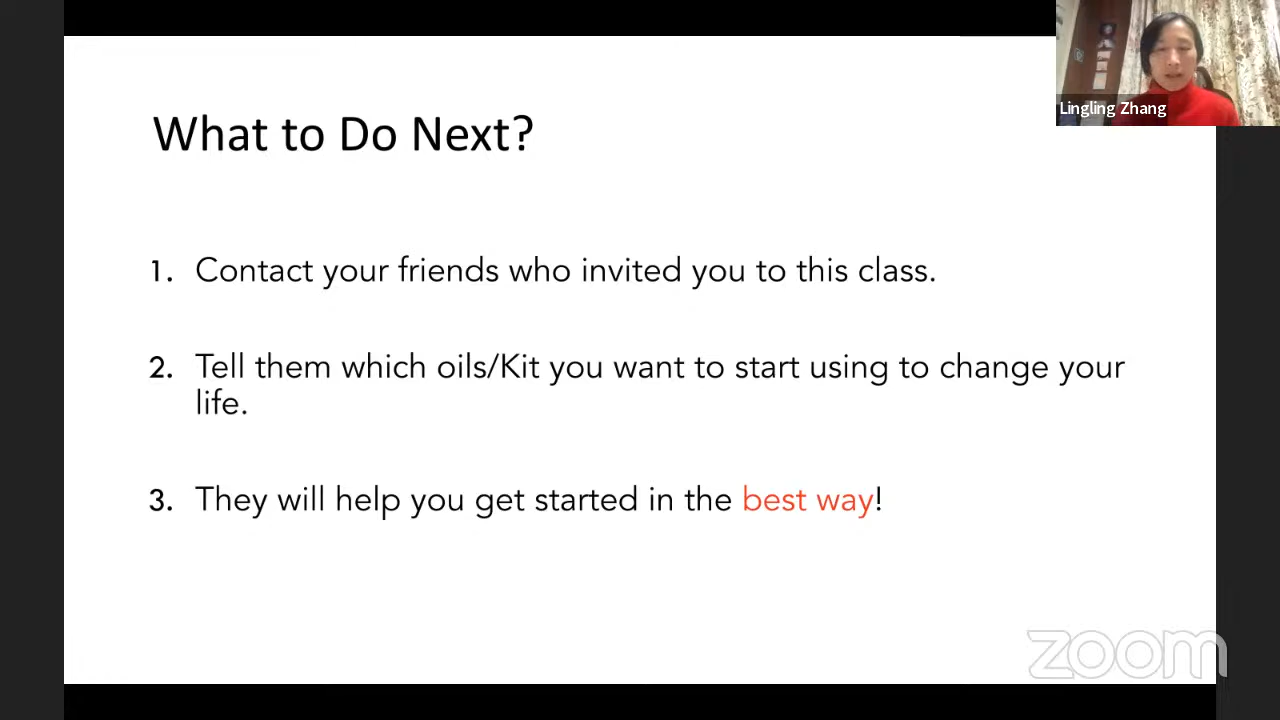 Lingling Zhang
What to Do Next?
1. Contact your friends who invited you to this class.
2. Tell them which oils/Kit you want to start using to change your
life.
3. They will help you get started in the best way!
zoom